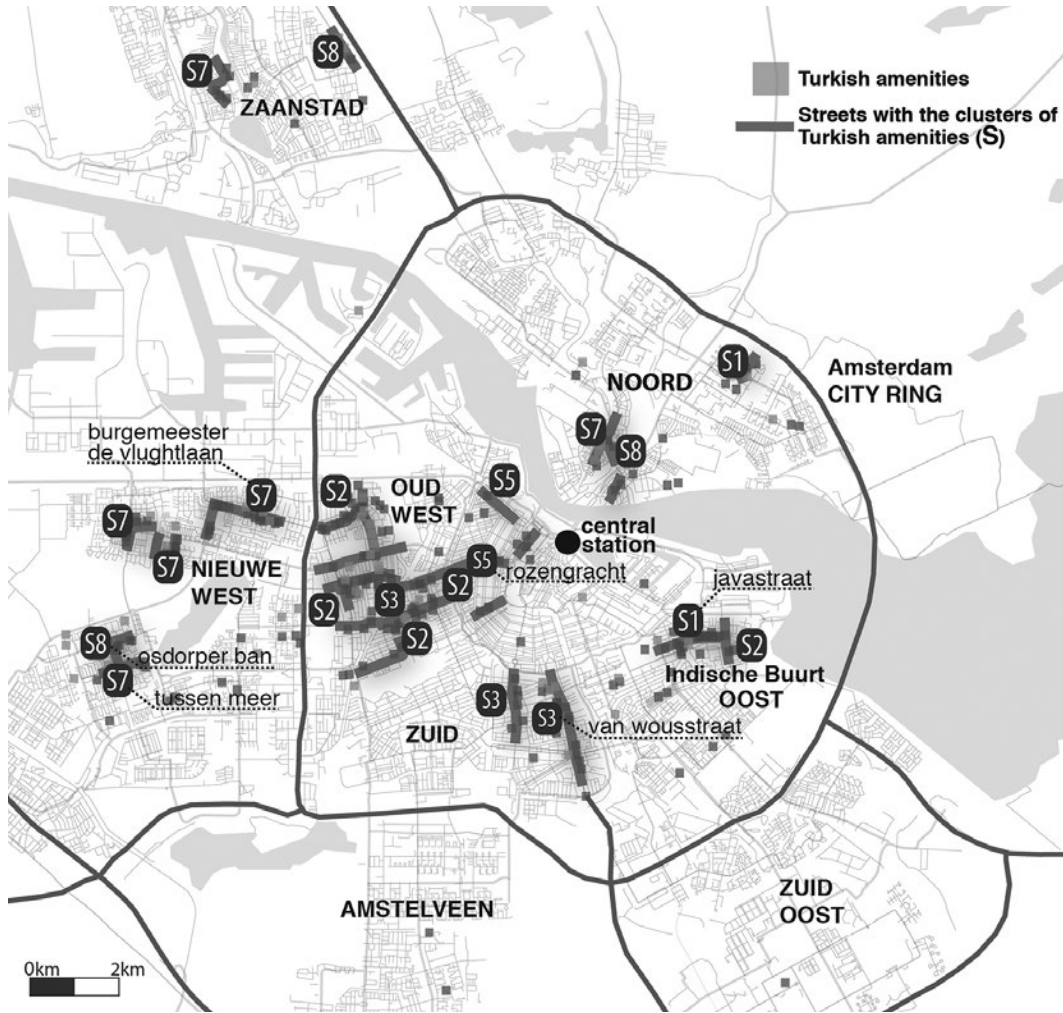 S7
S8
ZAANSTAD
Turkish amenities
Streets with the clusters of
Turkish amenities (S)
S1
NOORD
Amsterdam
CITY RING
S7
S8
burgemeester
de vlughtlaan
S7
S2
OUD
WEST
S5
S7
S7
NIEUWE
WEST
central
station
S5
rozengracht
S2
S3
S2
S2
javastraat
S1
S2
Indische Buurt
OOST
S8
osdorper ban
S7
tussen meer
ZUID
S3
S3
van wousstraat
AMSTELVEEN
ZUID
OOST
0km 2km